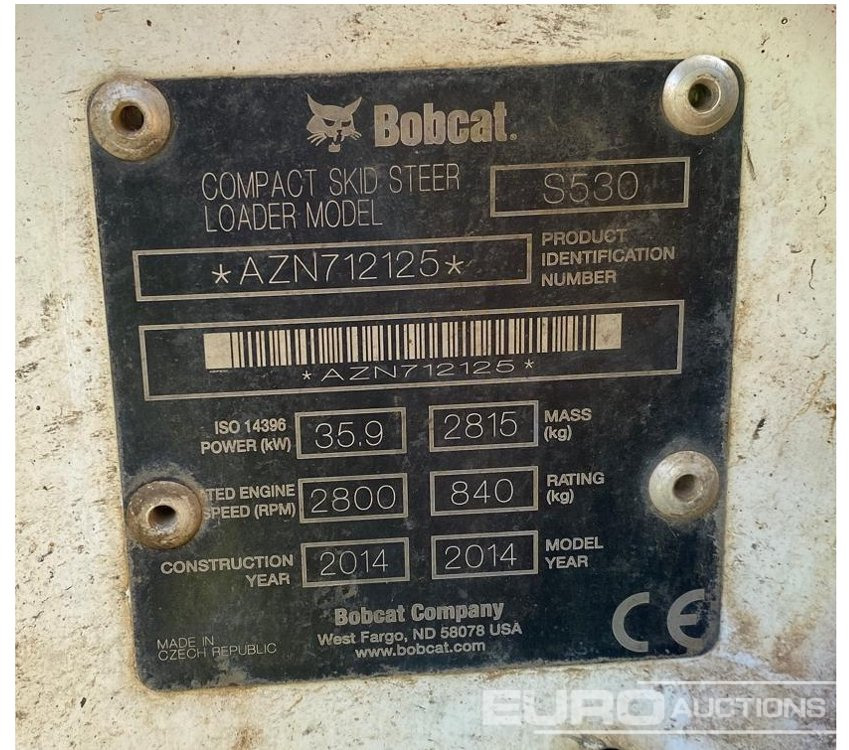 Bobcat.
COMPACT SKID STEER
LOADER MODEL
S530
*AZN712125*
PRODUCT
IDENTIFICATION
NUMBER
*AZN712125*
ISO 14396
POWER (kW)
35.9
2815
MASS
(kg)
TED ENGINE
SPEED (RPM)
2800
840
RATING
(kg)
CONSTRUCTION
YEAR
2014
2014
MODEL
YEAR
Bobcat Company
West Fargo, ND 58078 USA
www.bobcat.com
MADE IN
CZECH REPUBLIC
CE
EURO AUCTIONS